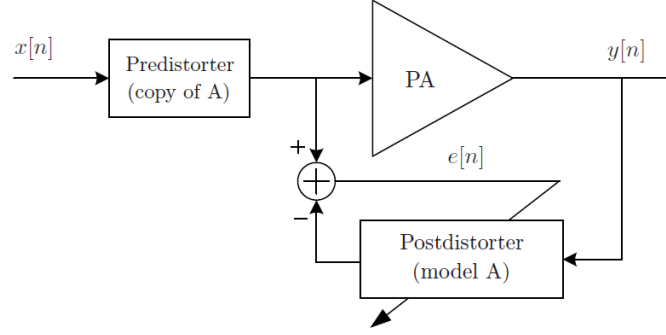 x[n]
y[n]
Predistorter
(copy of A)
PA
+
e[n]
−
Postdistorter
(model A)